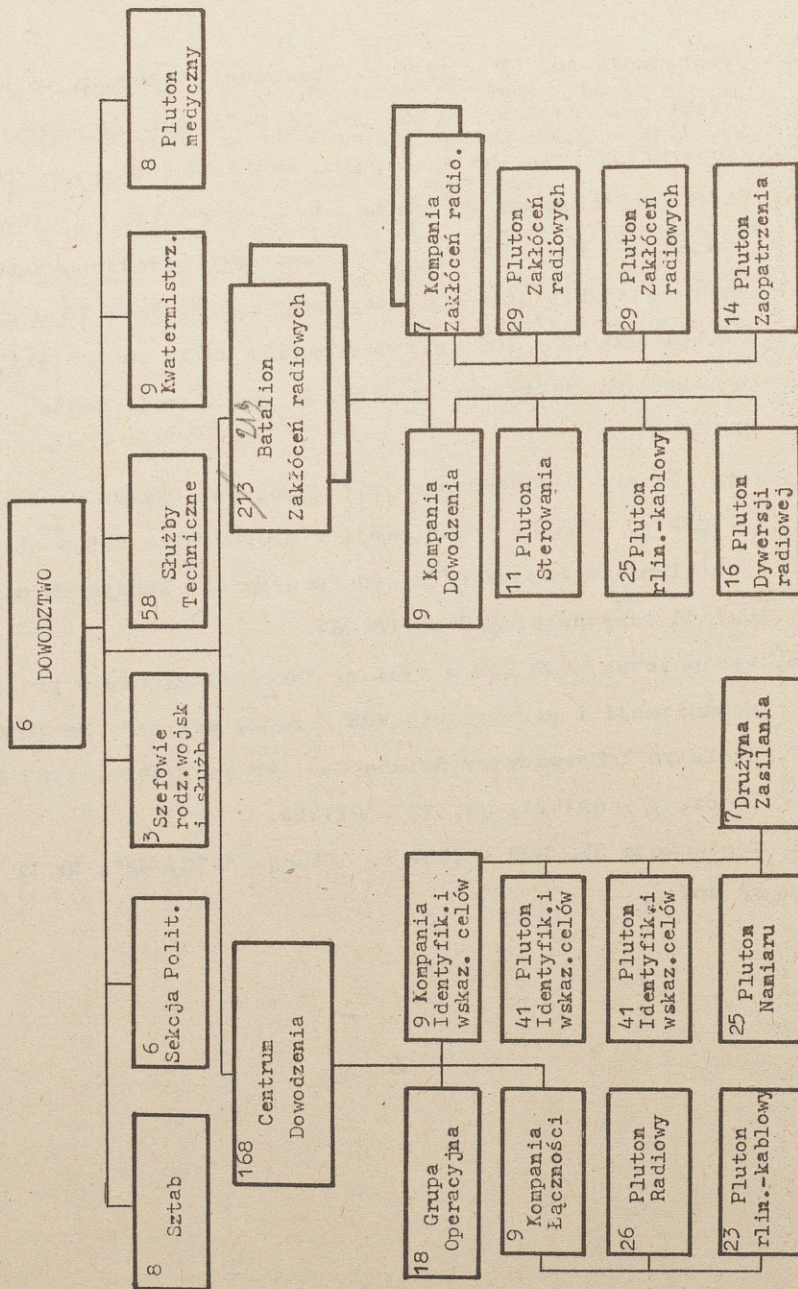 6
DOWODZTWO
8
Sztab
6
Sekcja Polit.
3 Szefowie
rodz.wojsk
i służb
58
Służby
Techniczne
9
Kwatermistrz.
8
Pluton
medyczny
168
Centrum
Dowodzenia
213 212
Batalion
Zakłóceń radiowych
18
Grupa
Operacyjna
9
Kompania
Łączności
26
Pluton
Radiowy
23 Pluton
rlin.-kablowy
9 Kompania
Identyfik.i
wskaz. celów
41 Pluton
Identyfik.i
wskaz.celów
41 Pluton
Identyfik.i
wskaz.celów
25 Pluton
Namiaru
7 Drużyna
Zasilania
9
Kompania
Dowodzenia
11 Pluton
Sterowania
25 Pluton
rlin.-kablowy
16 Pluton
Dywersji
radiowej
7 Kompania
Zakłóceń radio.
29 Pluton
Zakłóceń
radiowych
29 Pluton
Zakłóceń
radiowych
14 Pluton
Zaopatrzenia